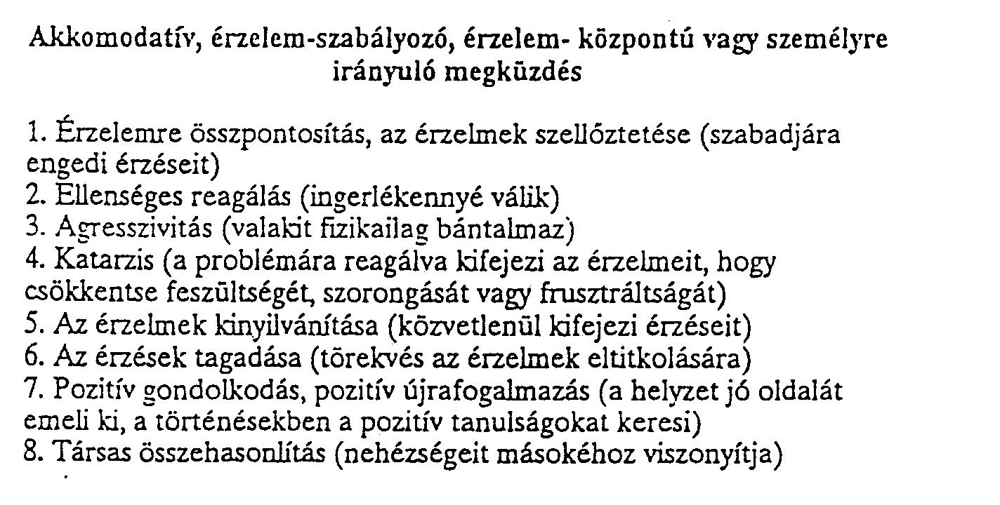 Akkomodatív, érzelem-szabályozó, érzelem- központú vagy személyre
irányuló megküzdés
1. Érzelemre összpontosítás, az érzelmek szellőztetése (szabadjára
engedi érzéseit)
2. Ellenséges reagálás (ingerlékennyé válik)
3. Agresszivitás (valakit fizikailag bántalmaz)
4. Katarzis (a problémára reagálva kifejezi az érzelmeit, hogy
csökkentse feszültségét, szorongását vagy frusztráltságát)
5. Az érzelmek kinyilvánítása (közvetlenül kifejezi érzéseit)
6. Az érzések tagadása (törekvés az érzelmek eltitkolására)
7. Pozitív gondolkodás, pozitív újrafogalmazás (a helyzet jó oldalát
emeli ki, a történésekben a pozitív tanulságokat keresi)
8. Társas összehasonlítás (nehézségeit másokéhoz viszonyítja)